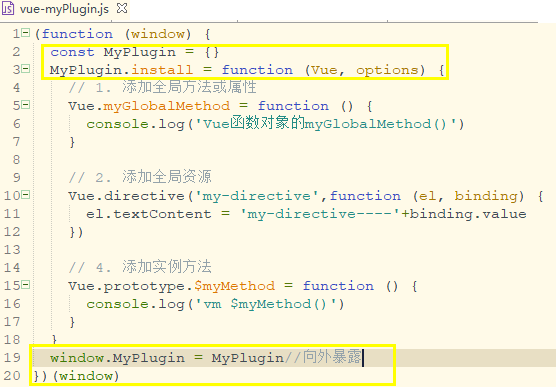 vue-myPlugin.js
1 (function (window) {
2 const MyPlugin = {}
3 MyPlugin.install = function (Vue, options) {
4 // 1. 添加全局方法或属性
5 Vue.myGlobalMethod = function () {
6 console.log('Vue函数对象的myGlobalMethod()')
7 }
8
9 // 2. 添加全局资源
10 Vue.directive('my-directive',function (el, binding) {
11 el.textContent = 'my-directive----'+binding.value
12 })
13
14 // 4. 添加实例方法
15 Vue.prototype.$myMethod = function () {
16 console.log('vm $myMethod()')
17 }
18 }
19 window.MyPlugin = MyPlugin//向外暴露
20 })(window)